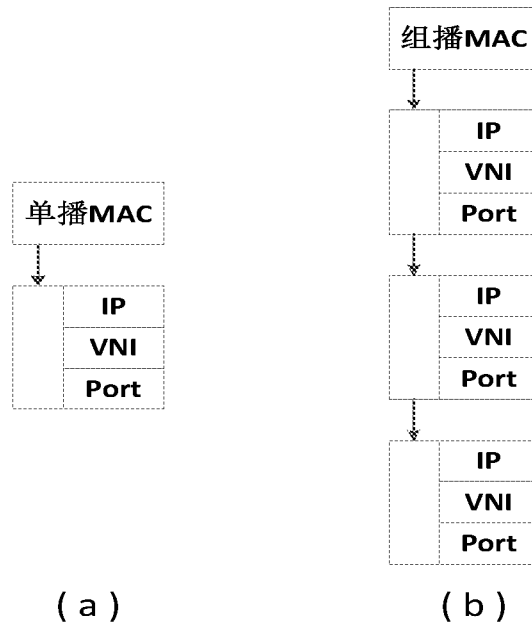 单播MAC
IP
VNI
Port
( a )
组播MAC
IP
VNI
Port
IP
VNI
Port
IP
VNI
Port
( b )